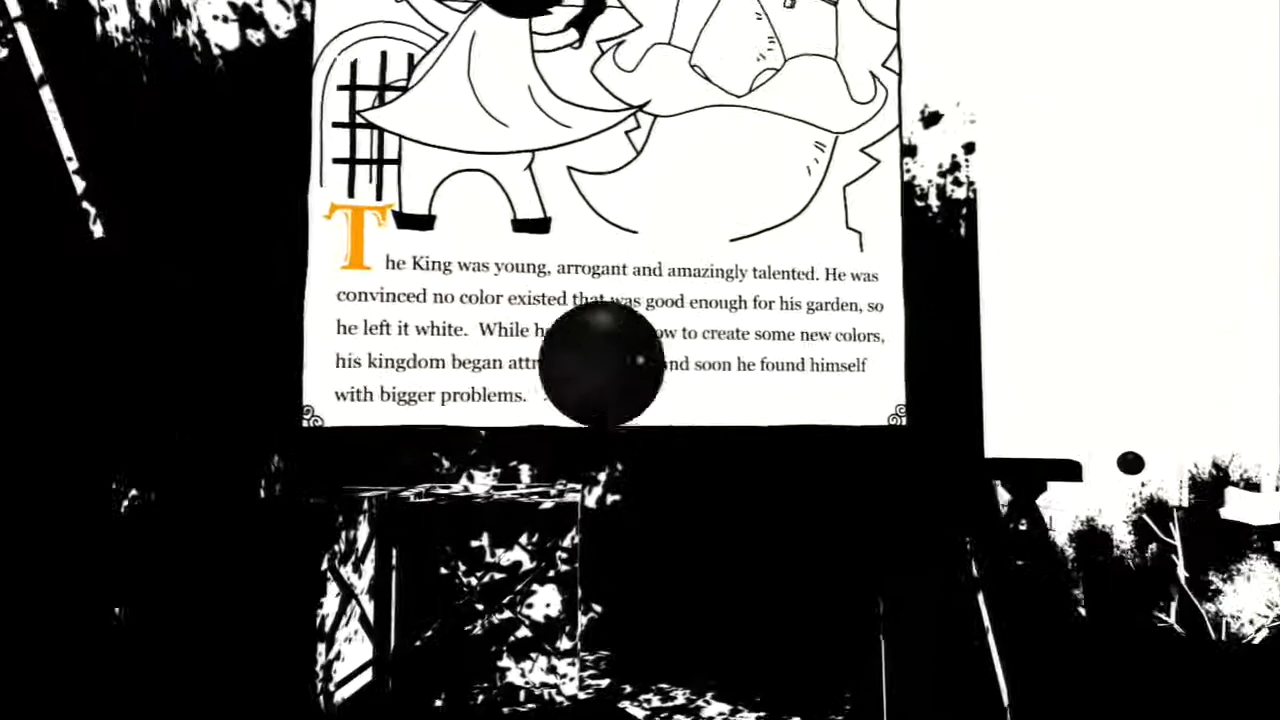 The King was young, arrogant and amazingly talented. He was
convinced no color existed that was good enough for his garden, so
he left it white. While ow to create some new colors,
his kingdom began nd soon he found himself
with bigger problems.